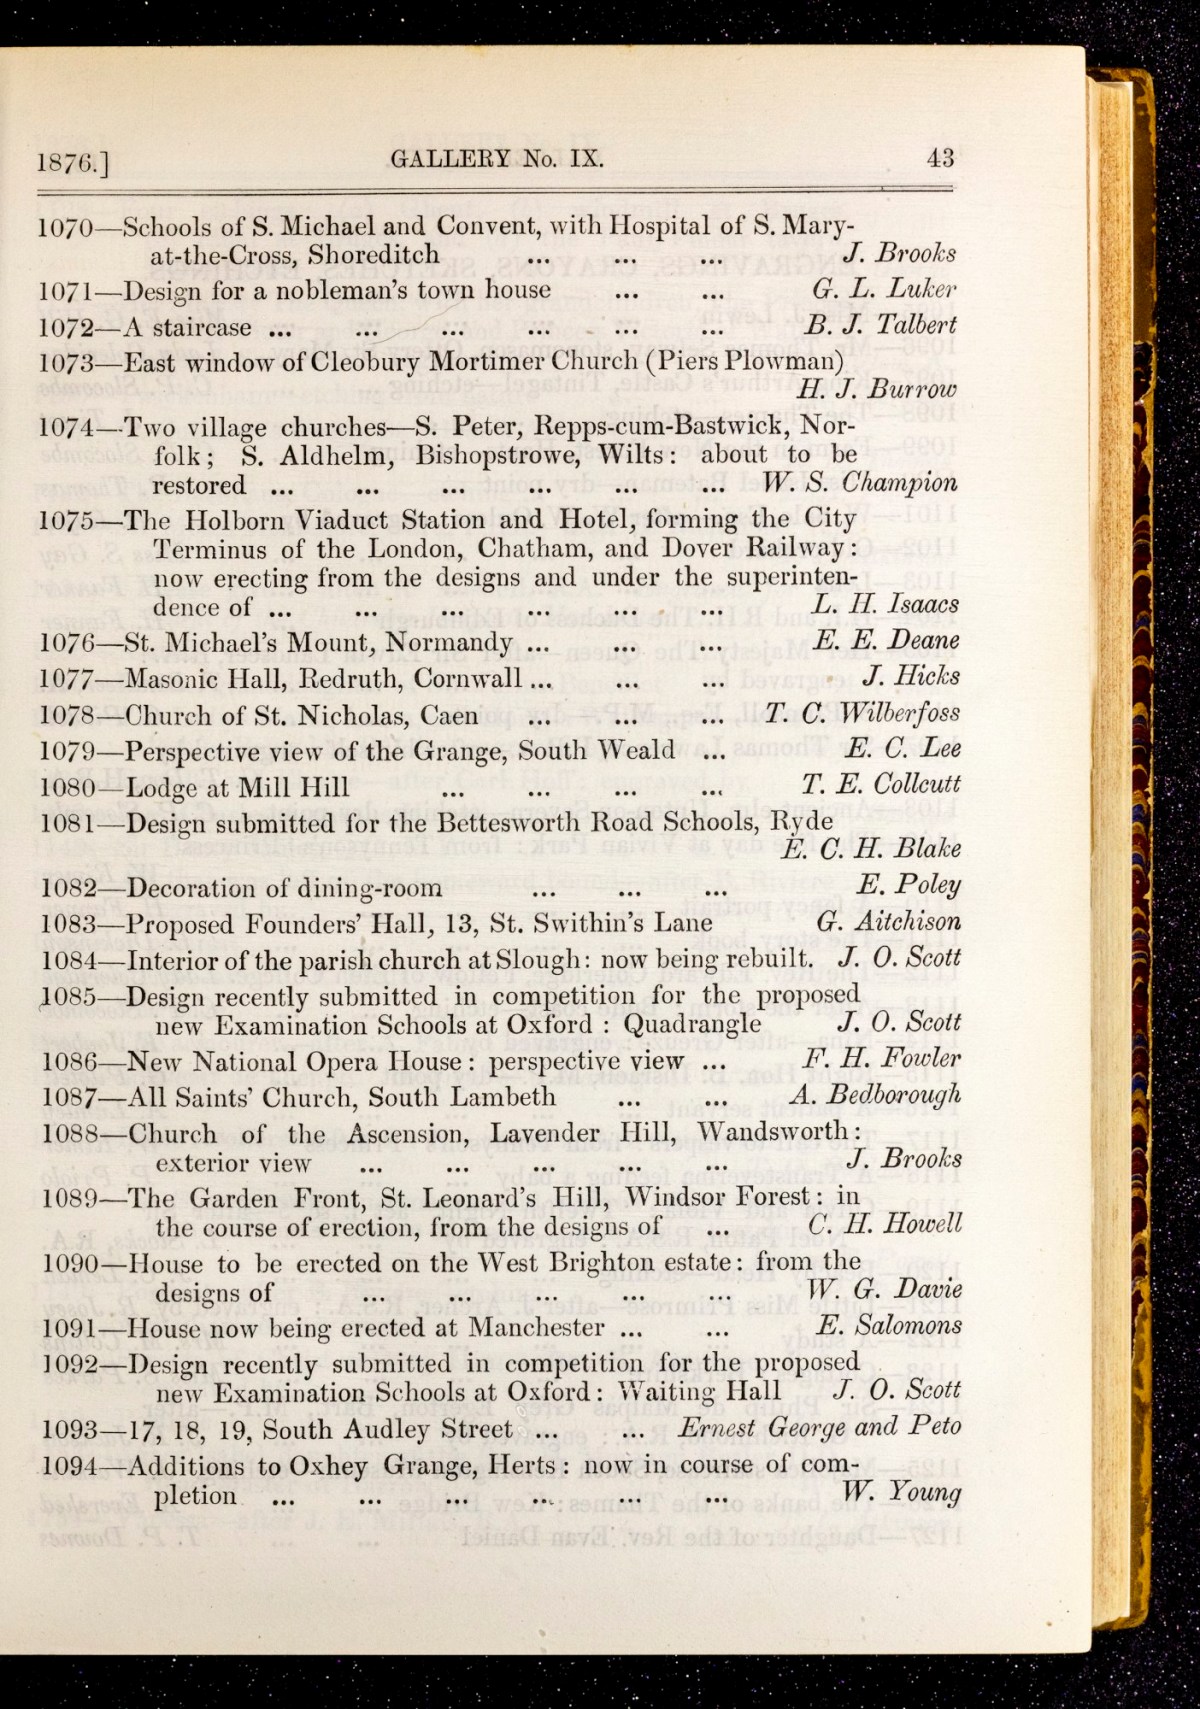 1876.] GALLERY No. IX. 43
1070—Schools of S. Michael and Convent, with Hospital of S. Mary-
at-the-Cross, Shoreditch ... ... ... J. Brooks
1071—Design for a nobleman's town house ... ... G. L. Luker
1072—A staircase ... ... ... ... ... ... B. J. Talbert
1073—East window of Cleobury Mortimer Church (Piers Plowman)
H. J. Burrow
1074—Two village churches—S. Peter, Repps-cum-Bastwick, Nor-
folk; S. Aldhelm, Bishopstrowe, Wilts: about to be
restored ... ... ... ... ... ... W. S. Champion
1075—The Holborn Viaduct Station and Hotel, forming the City
Terminus of the London, Chatham, and Dover Railway:
now erecting from the designs and under the superinten-
dence of ... ... ... ... ... ... L. H. Isaacs
1076—St. Michael's Mount, Normandy ... ... ... E. E. Deane
1077—Masonic Hall, Redruth, Cornwall ... ... ... J. Hicks
1078—Church of St. Nicholas, Caen ... ... ... T. C. Wilberfoss
1079—Perspective view of the Grange, South Weald ... E. C. Lee
1080—Lodge at Mill Hill ... ... ... ... T. E. Collcutt
1081—Design submitted for the Bettesworth Road Schools, Ryde
E. C. H. Blake
1082—Decoration of dining-room ... ... ... E. Poley
1083—Proposed Founders' Hall, 13, St. Swithin's Lane G. Aitchison
1084—Interior of the parish church at Slough: now being rebuilt. J. O. Scott
1085—Design recently submitted in competition for the proposed
new Examination Schools at Oxford : Quadrangle J. O. Scott
1086—New National Opera House: perspective view ... F. H. Fowler
1087—All Saints' Church, South Lambeth ... ... A. Bedborough
1088—Church of the Ascension, Lavender Hill, Wandsworth:
exterior view ... ... ... ... ... J. Brooks
1089—The Garden Front, St. Leonard's Hill, Windsor Forest: in
the course of erection, from the designs of ... C. H. Howell
1090—House to be erected on the West Brighton estate: from the
designs of ... ... ... ... ... W. G. Davie
1091—House now being erected at Manchester ... ... E. Salomons
1092—Design recently submitted in competition for the proposed
new Examination Schools at Oxford: Waiting Hall J. O. Scott
1093—17, 18, 19, South Audley Street ... ... Ernest George and Peto
1094—Additions to Oxhey Grange, Herts: now in course of com-
pletion ... ... ... ... ... ... W. Young